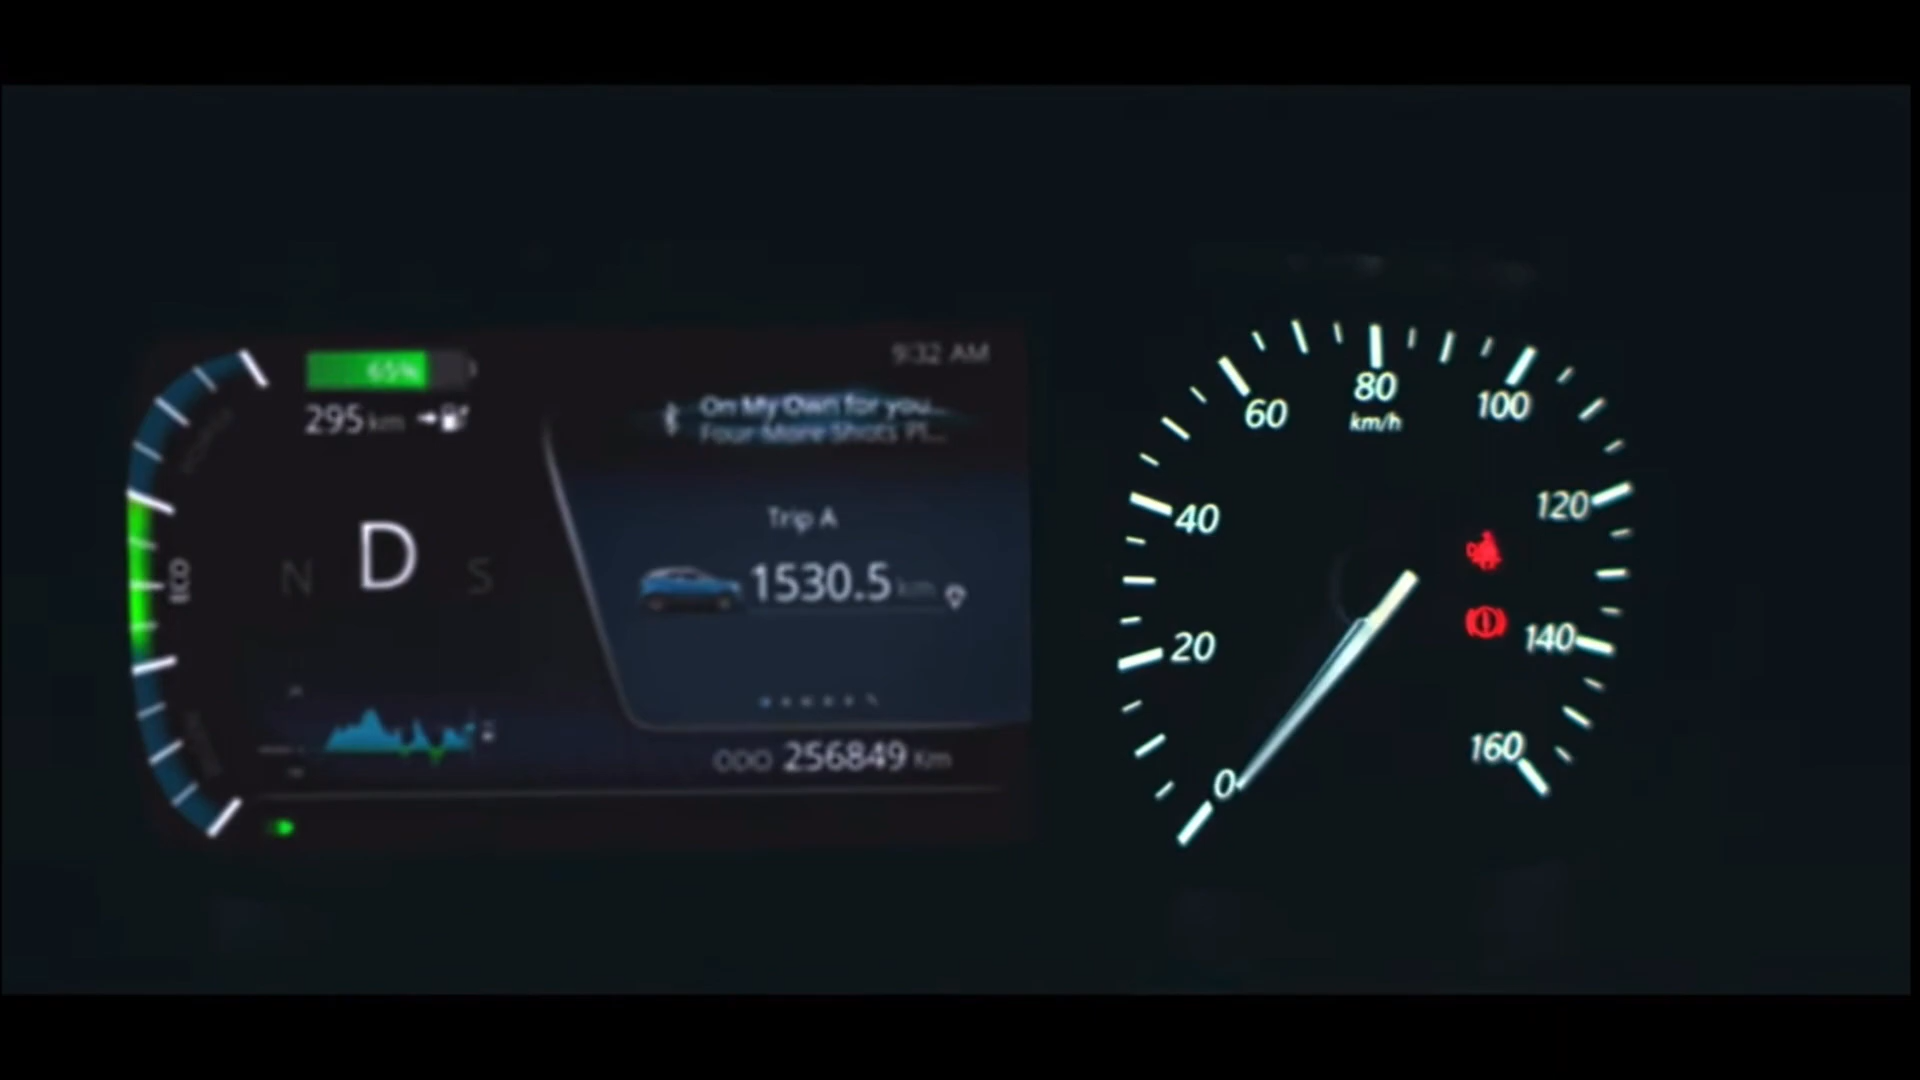 65%
9:32 AM
295 km
On My Own for you...
Four More Shots Pl...
Trip A
N D S
1530.5 km
ECO
ODO 256849 Km
0
20
40
60
80
km/h
100
120
140
160